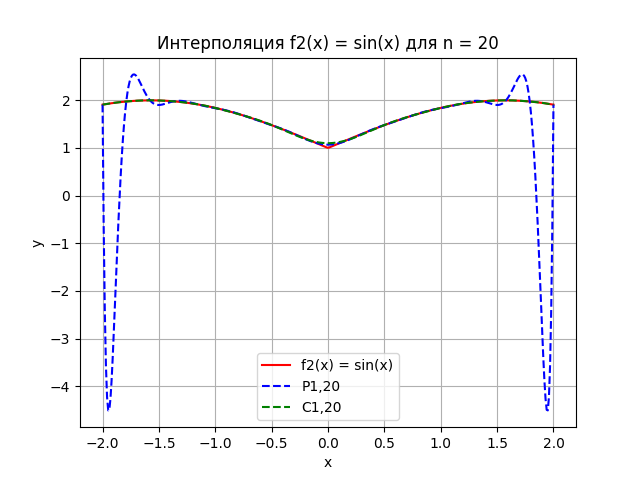 Интерполяция f2(x) = sin(x) для n = 20
2
1
0
−1
−2
−3
−4
y
−2.0 −1.5 −1.0 −0.5 0.0 0.5 1.0 1.5 2.0
x
f2(x) = sin(x)
P1,20
C1,20